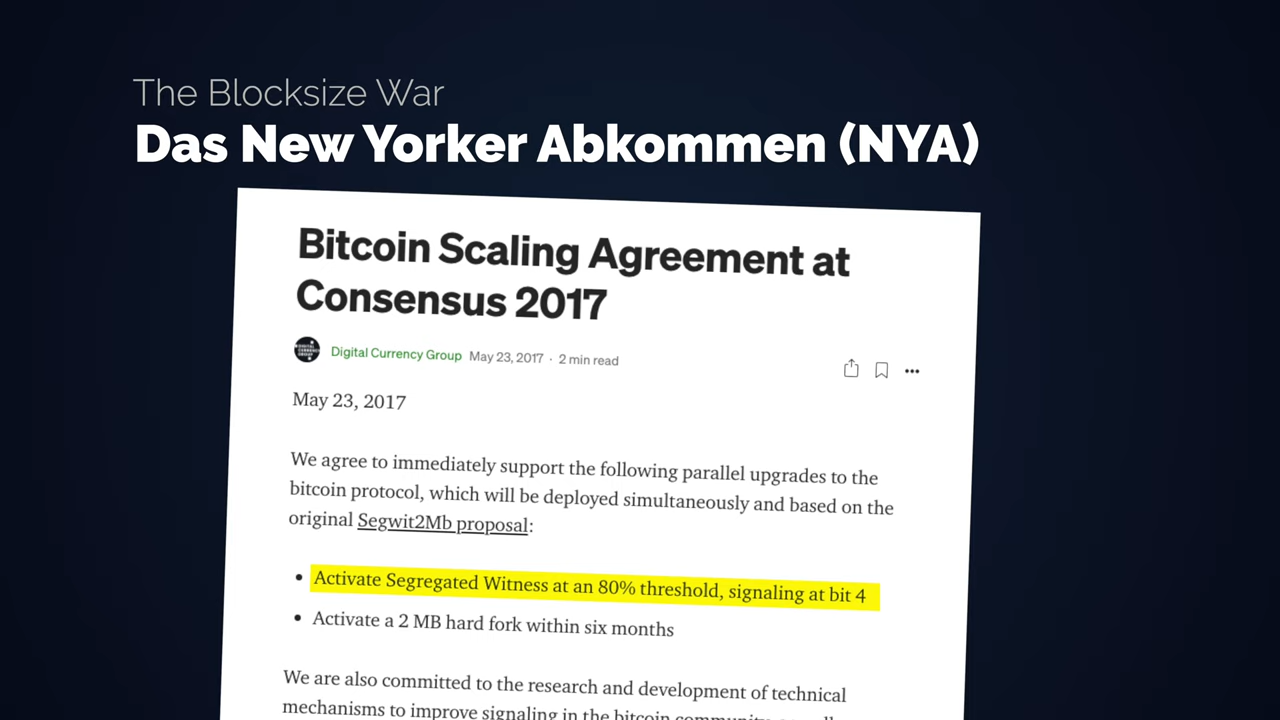 The Blocksize War
Das New Yorker Abkommen (NYA)
Bitcoin Scaling Agreement at
Consensus 2017
Digital Currency Group May 23, 2017 · 2 min read
May 23, 2017
We agree to immediately support the following parallel upgrades to the
bitcoin protocol, which will be deployed simultaneously and based on the
original Segwit2Mb proposal:
• Activate Segregated Witness at an 80% threshold, signaling at bit 4
• Activate a 2 MB hard fork within six months
We are also committed to the research and development of technical
mechanisms to improve signaling in the bitcoin community